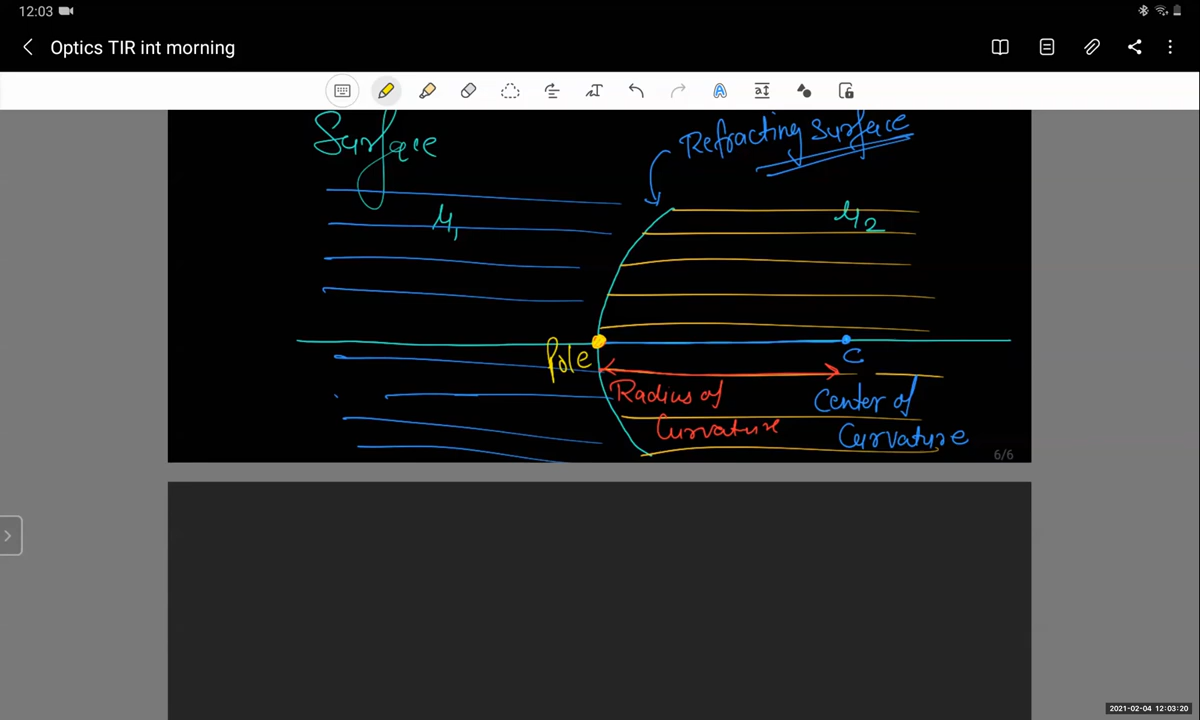 12:03
Optics TIR int morning
Surface
Refracting Surface
μ1
μ2
Pole
C
Radius of
Curvature
Center of
Curvature
6/6
2021-02-04 12:03:20